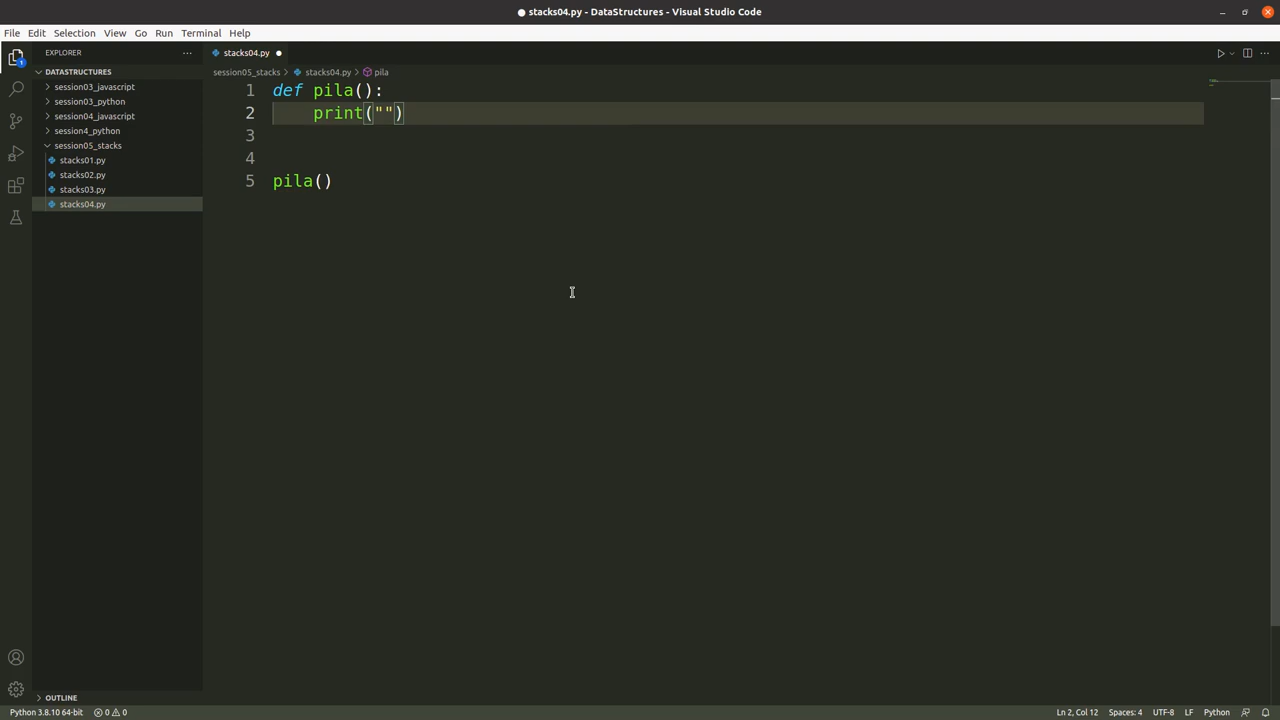 ● stacks04.py - DataStructures - Visual Studio Code
File Edit Selection View Go Run Terminal Help
EXPLORER
DATASTRUCTURES
session03_javascript
session03_python
session04_javascript
session4_python
session05_stacks
stacks01.py
stacks02.py
stacks03.py
stacks04.py
OUTLINE
1
stacks04.py
session05_stacks > stacks04.py > pila
1 def pila():
2 print("")
3
4
5 pila()
Python 3.8.10 64-bit 0 0
Ln 2, Col 12 Spaces: 4 UTF-8 LF Python